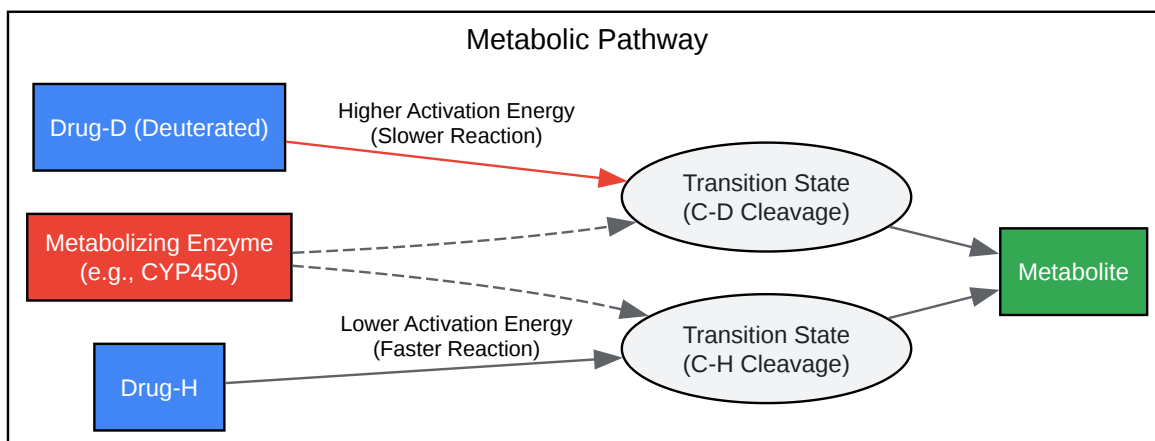 Metabolic Pathway
Drug-D (Deuterated)
Higher Activation Energy
(Slower Reaction)
Transition State
(C-D Cleavage)
Metabolizing Enzyme
(e.g., CYP450)
Metabolite
Lower Activation Energy
(Faster Reaction)
Transition State
(C-H Cleavage)
Drug-H